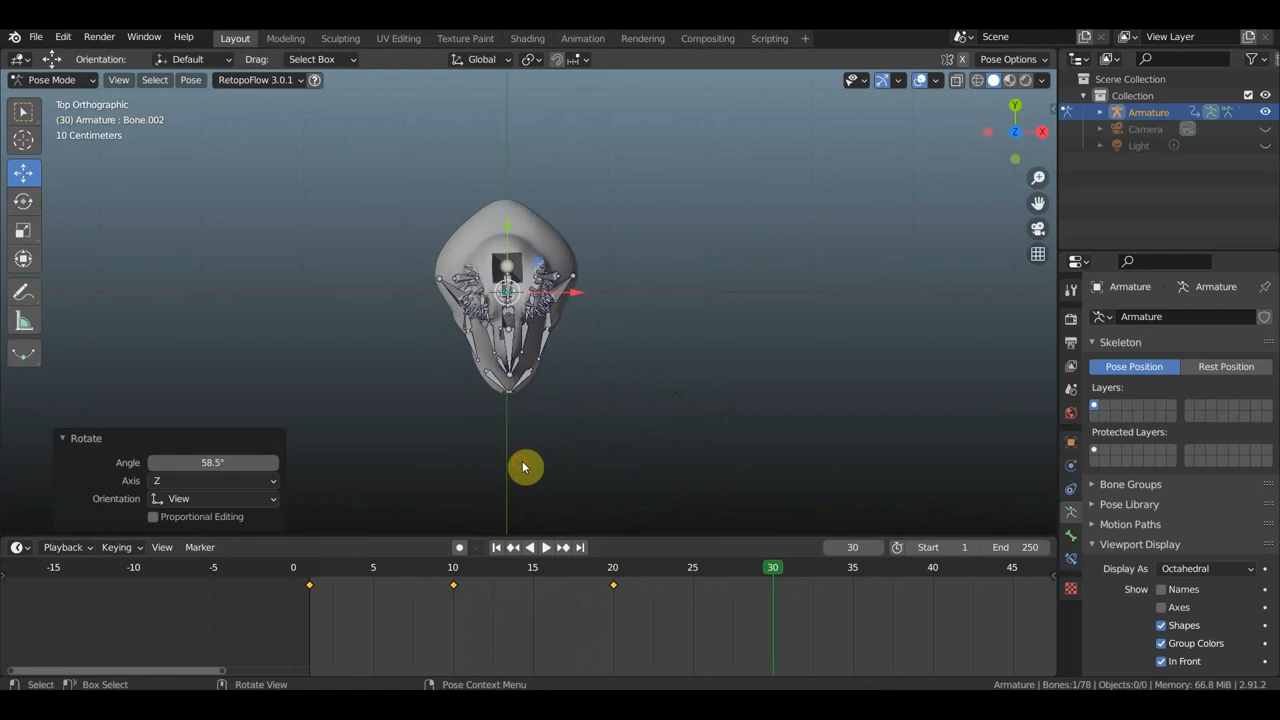 File Edit Render Window Help Layout Modeling Sculpting UV Editing Texture Paint Shading Animation Rendering Compositing Scripting + Scene View Layer
Orientation: Default Drag: Select Box Global X Pose Options
Pose Mode View Select Pose RetopoFlow 3.0.1
Scene Collection
Collection
Armature
Camera
Light
Top Orthographic
(30) Armature : Bone.002
10 Centimeters
Y
Z
X
Armature Armature
Armature
Skeleton
Pose Position Rest Position
Layers:
Protected Layers:
Bone Groups
Pose Library
Motion Paths
Viewport Display
Display As Octahedral
Show Names
Axes
Shapes
Group Colors
In Front
Rotate
Angle 58.5°
Axis Z
Orientation View
Proportional Editing
Playback Keying View Marker 30 Start 1 End 250
-15 -10 -5 0 5 10 15 20 25 30 35 40 45
Select Box Select Rotate View Pose Context Menu Armature | Bones:1/78 | Objects:0/0 | Memory: 66.8 MiB | 2.91.2